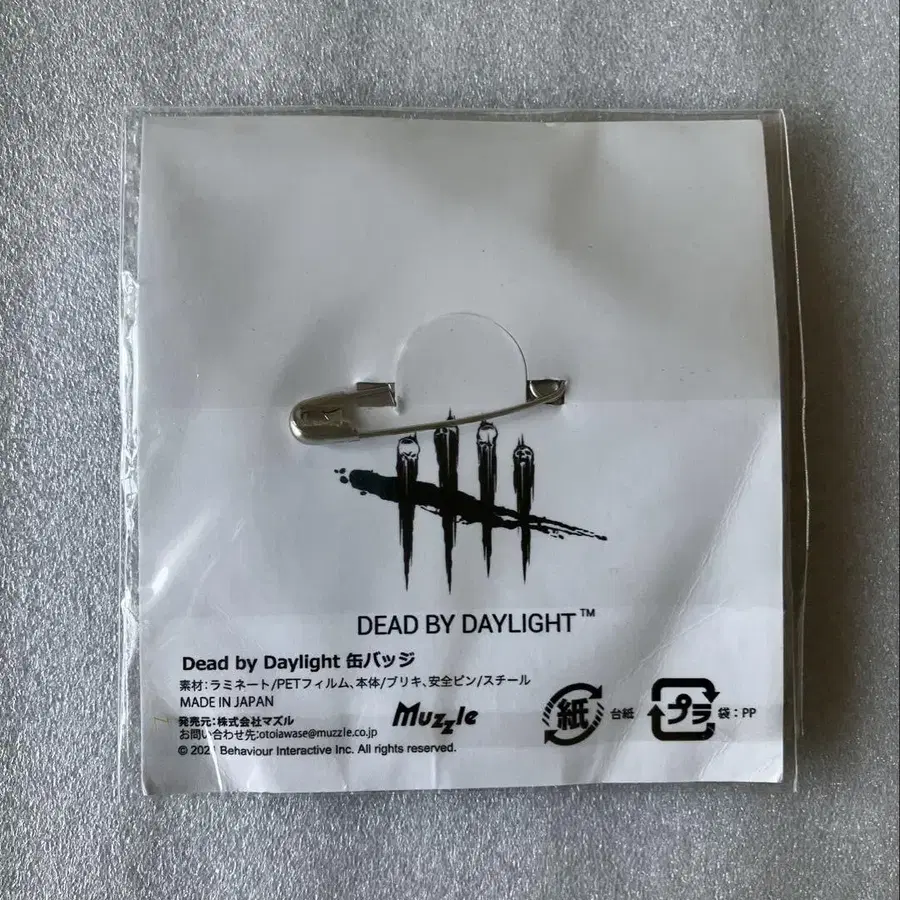 DEAD BY DAYLIGHT™
Dead by Daylight 缶バッジ
素材:ラミネート/PETフィルム、本体/ブリキ、安全ピン/スチール
MADE IN JAPAN
発売元:株式会社マズル
お問い合わせ先:otoiawase@muzzle.co.jp
© 2021 Behaviour Interactive Inc. All rights reserved.
Muzzle
紙 台紙
プラ 袋:PP